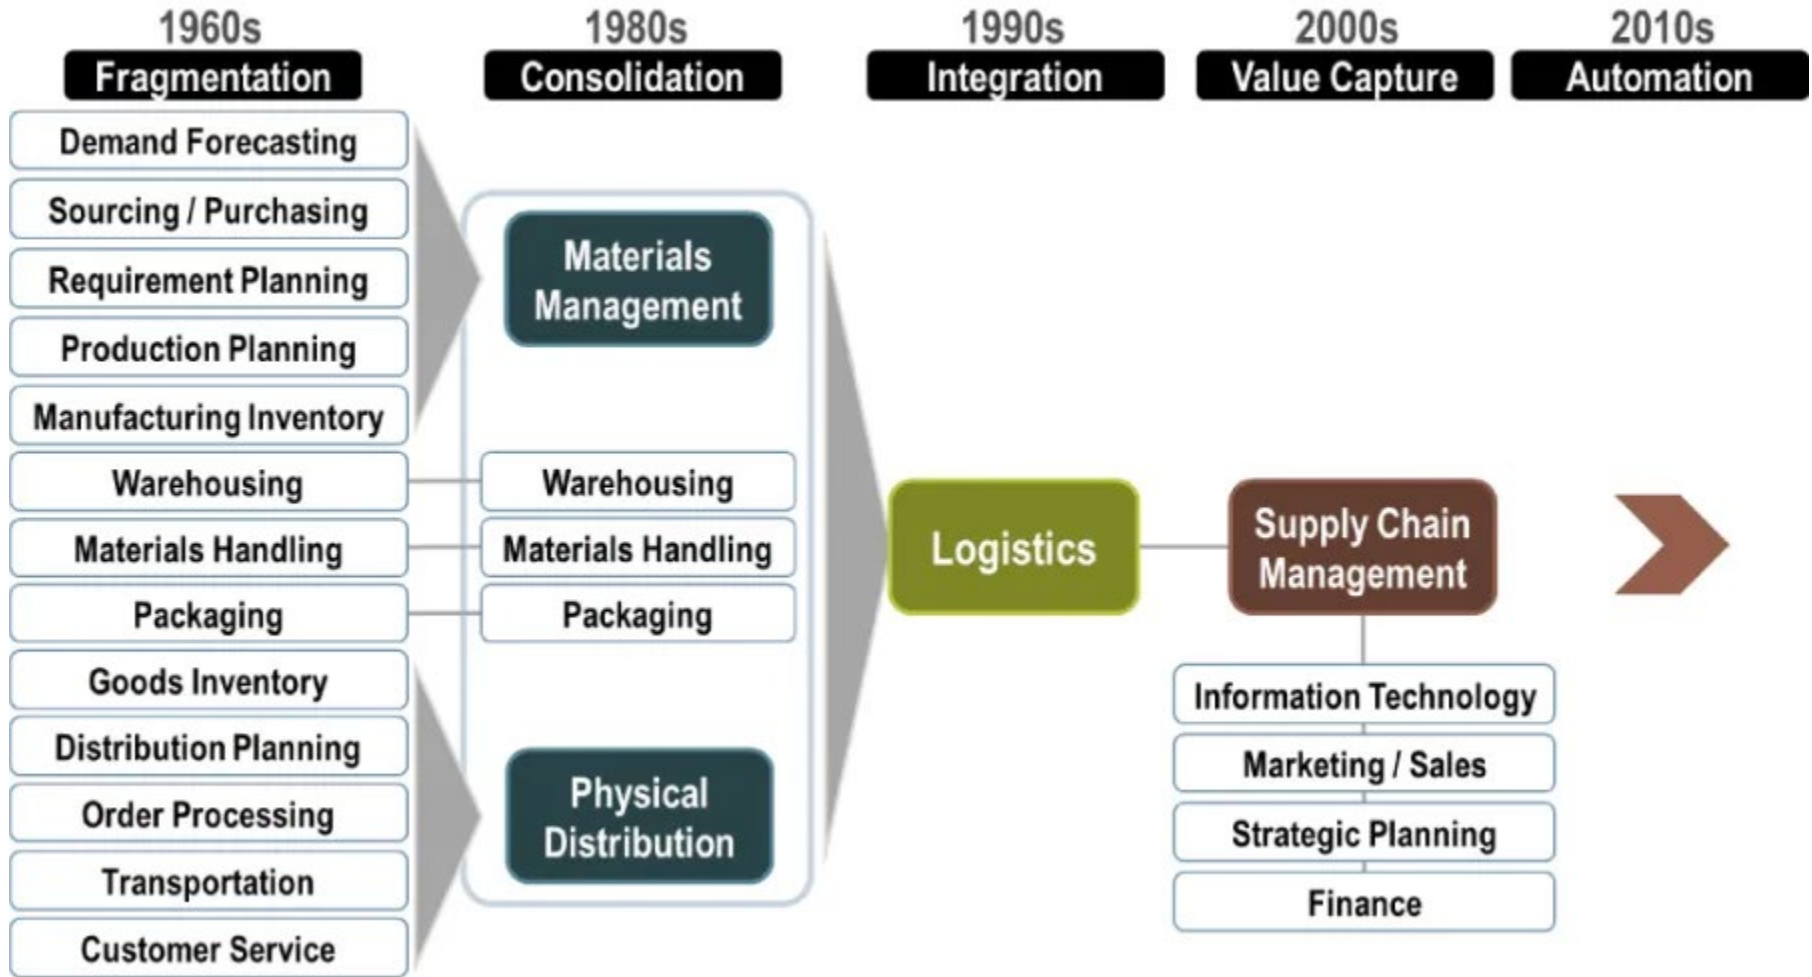 1960s
Fragmentation
Demand Forecasting
Sourcing / Purchasing
Requirement Planning
Production Planning
Manufacturing Inventory
Warehousing
Materials Handling
Packaging
Goods Inventory
Distribution Planning
Order Processing
Transportation
Customer Service
1980s
Consolidation
Materials
Management
Warehousing
Materials Handling
Packaging
Physical
Distribution
1990s
Integration
Logistics
2000s
Value Capture
Supply Chain
Management
Information Technology
Marketing / Sales
Strategic Planning
Finance
2010s
Automation